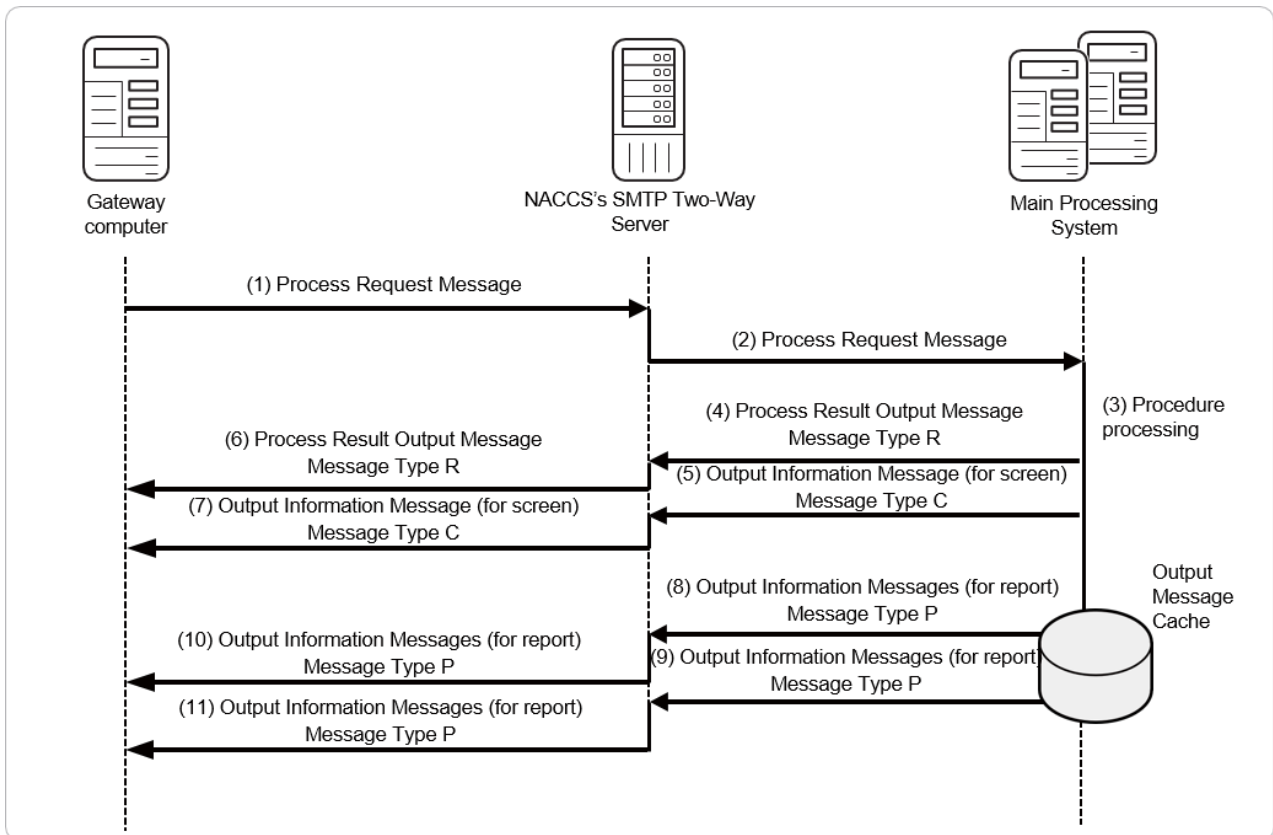 Gateway
computer
NACCS's SMTP Two-Way
Server
Main Processing
System
(1) Process Request Message
(2) Process Request Message
(3) Procedure
processing
(4) Process Result Output Message
Message Type R
(6) Process Result Output Message
Message Type R
(5) Output Information Message (for screen)
Message Type C
(7) Output Information Message (for screen)
Message Type C
(8) Output Information Messages (for report)
Message Type P
Output
Message
Cache
(10) Output Information Messages (for report)
Message Type P
(9) Output Information Messages (for report)
Message Type P
(11) Output Information Messages (for report)
Message Type P